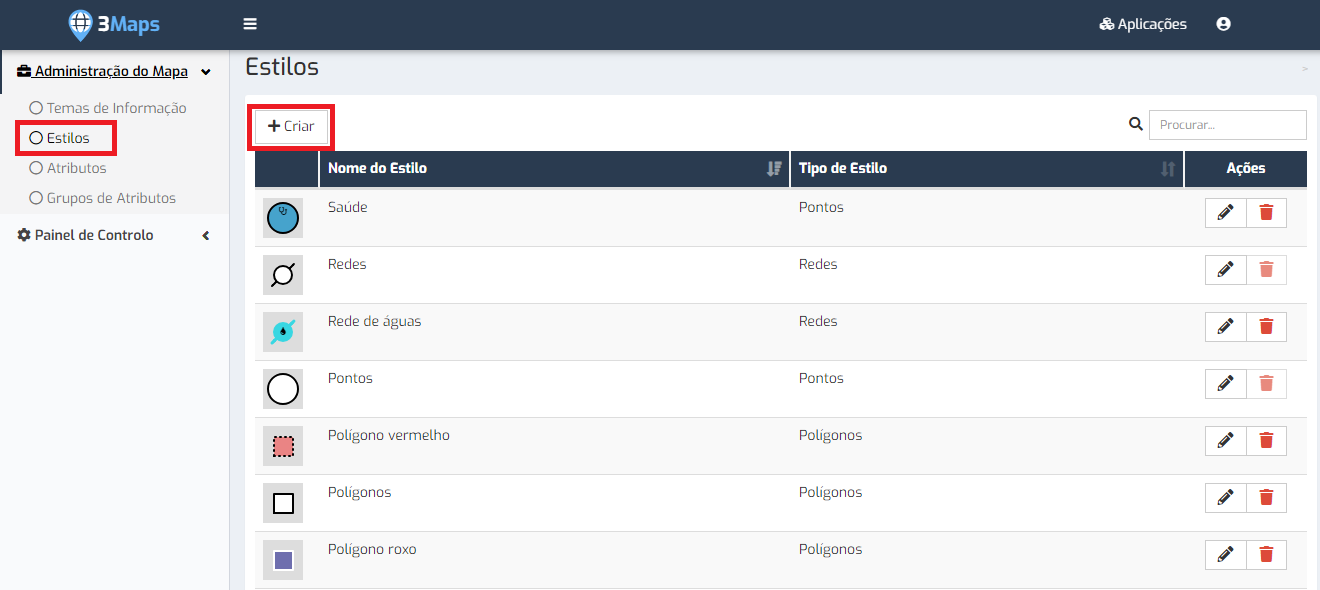 3Maps
Aplicações
Administração do Mapa
Temas de Informação
Estilos
Atributos
Grupos de Atributos
Painel de Controlo
Estilos
>
+ Criar
Procurar...
Nome do Estilo Tipo de Estilo Ações
Saúde Pontos
Redes Redes
Rede de águas Redes
Pontos Pontos
Polígono vermelho Polígonos
Polígonos Polígonos
Polígono roxo Polígonos